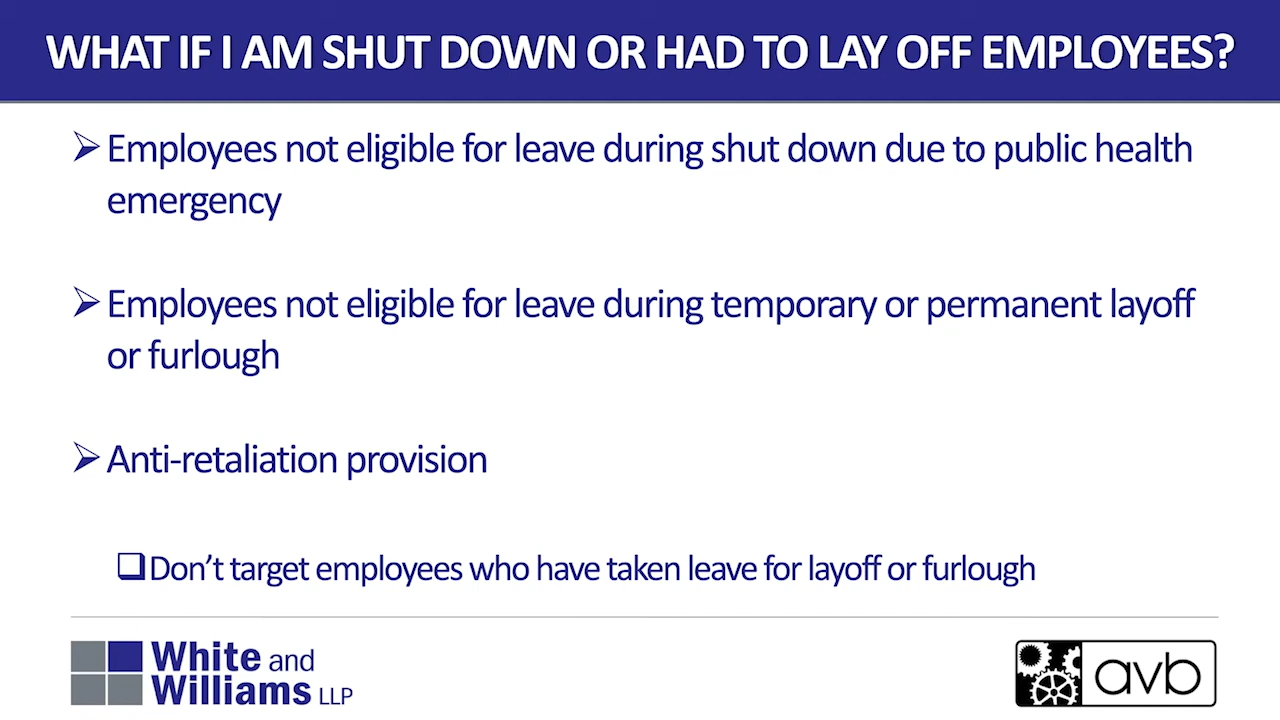 WHAT IF I AM SHUT DOWN OR HAD TO LAY OFF EMPLOYEES?
Employees not eligible for leave during shut down due to public health
emergency
Employees not eligible for leave during temporary or permanent layoff
or furlough
Anti-retaliation provision
Don’t target employees who have taken leave for layoff or furlough
White and
Williams LLP
avb